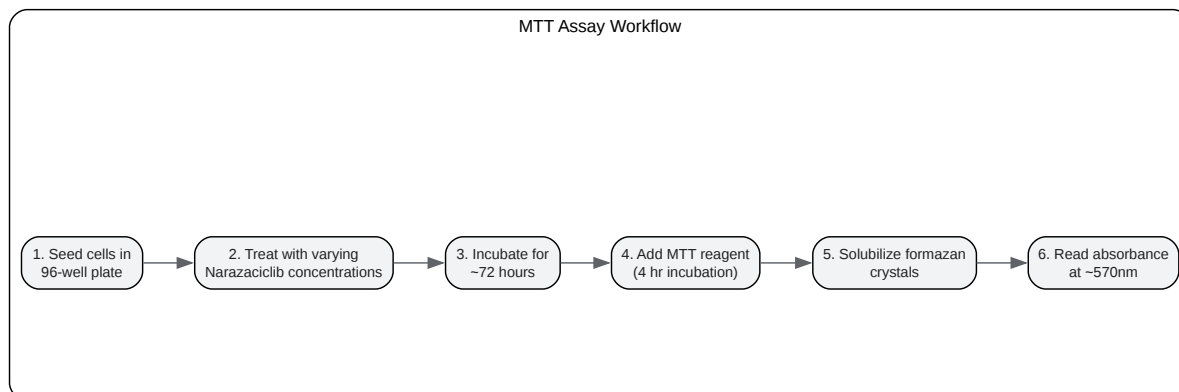 MTT Assay Workflow
1. Seed cells in
96-well plate
2. Treat with varying
Narazaciclib concentrations
3. Incubate for
~72 hours
4. Add MTT reagent
(4 hr incubation)
5. Solubilize formazan
crystals
6. Read absorbance
at ~570nm